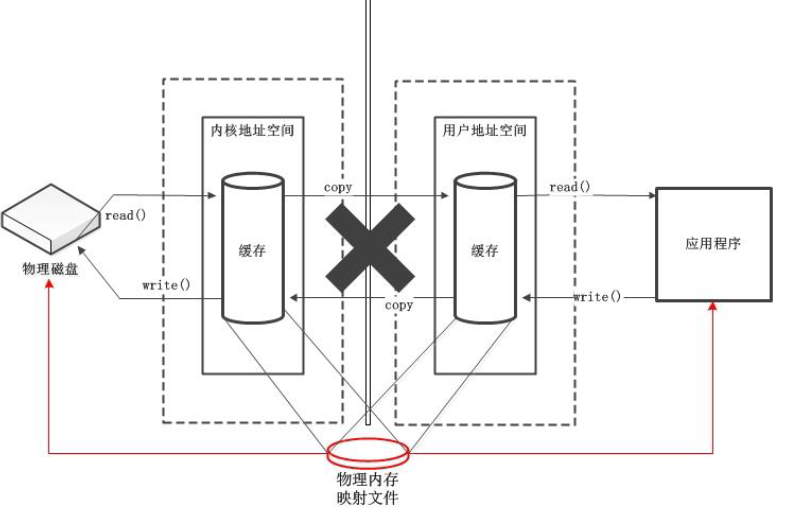 内核地址空间
用户地址空间
copy
read()
read()
缓存
缓存
应用程序
物理磁盘
write()
copy
write()
物理内存
映射文件